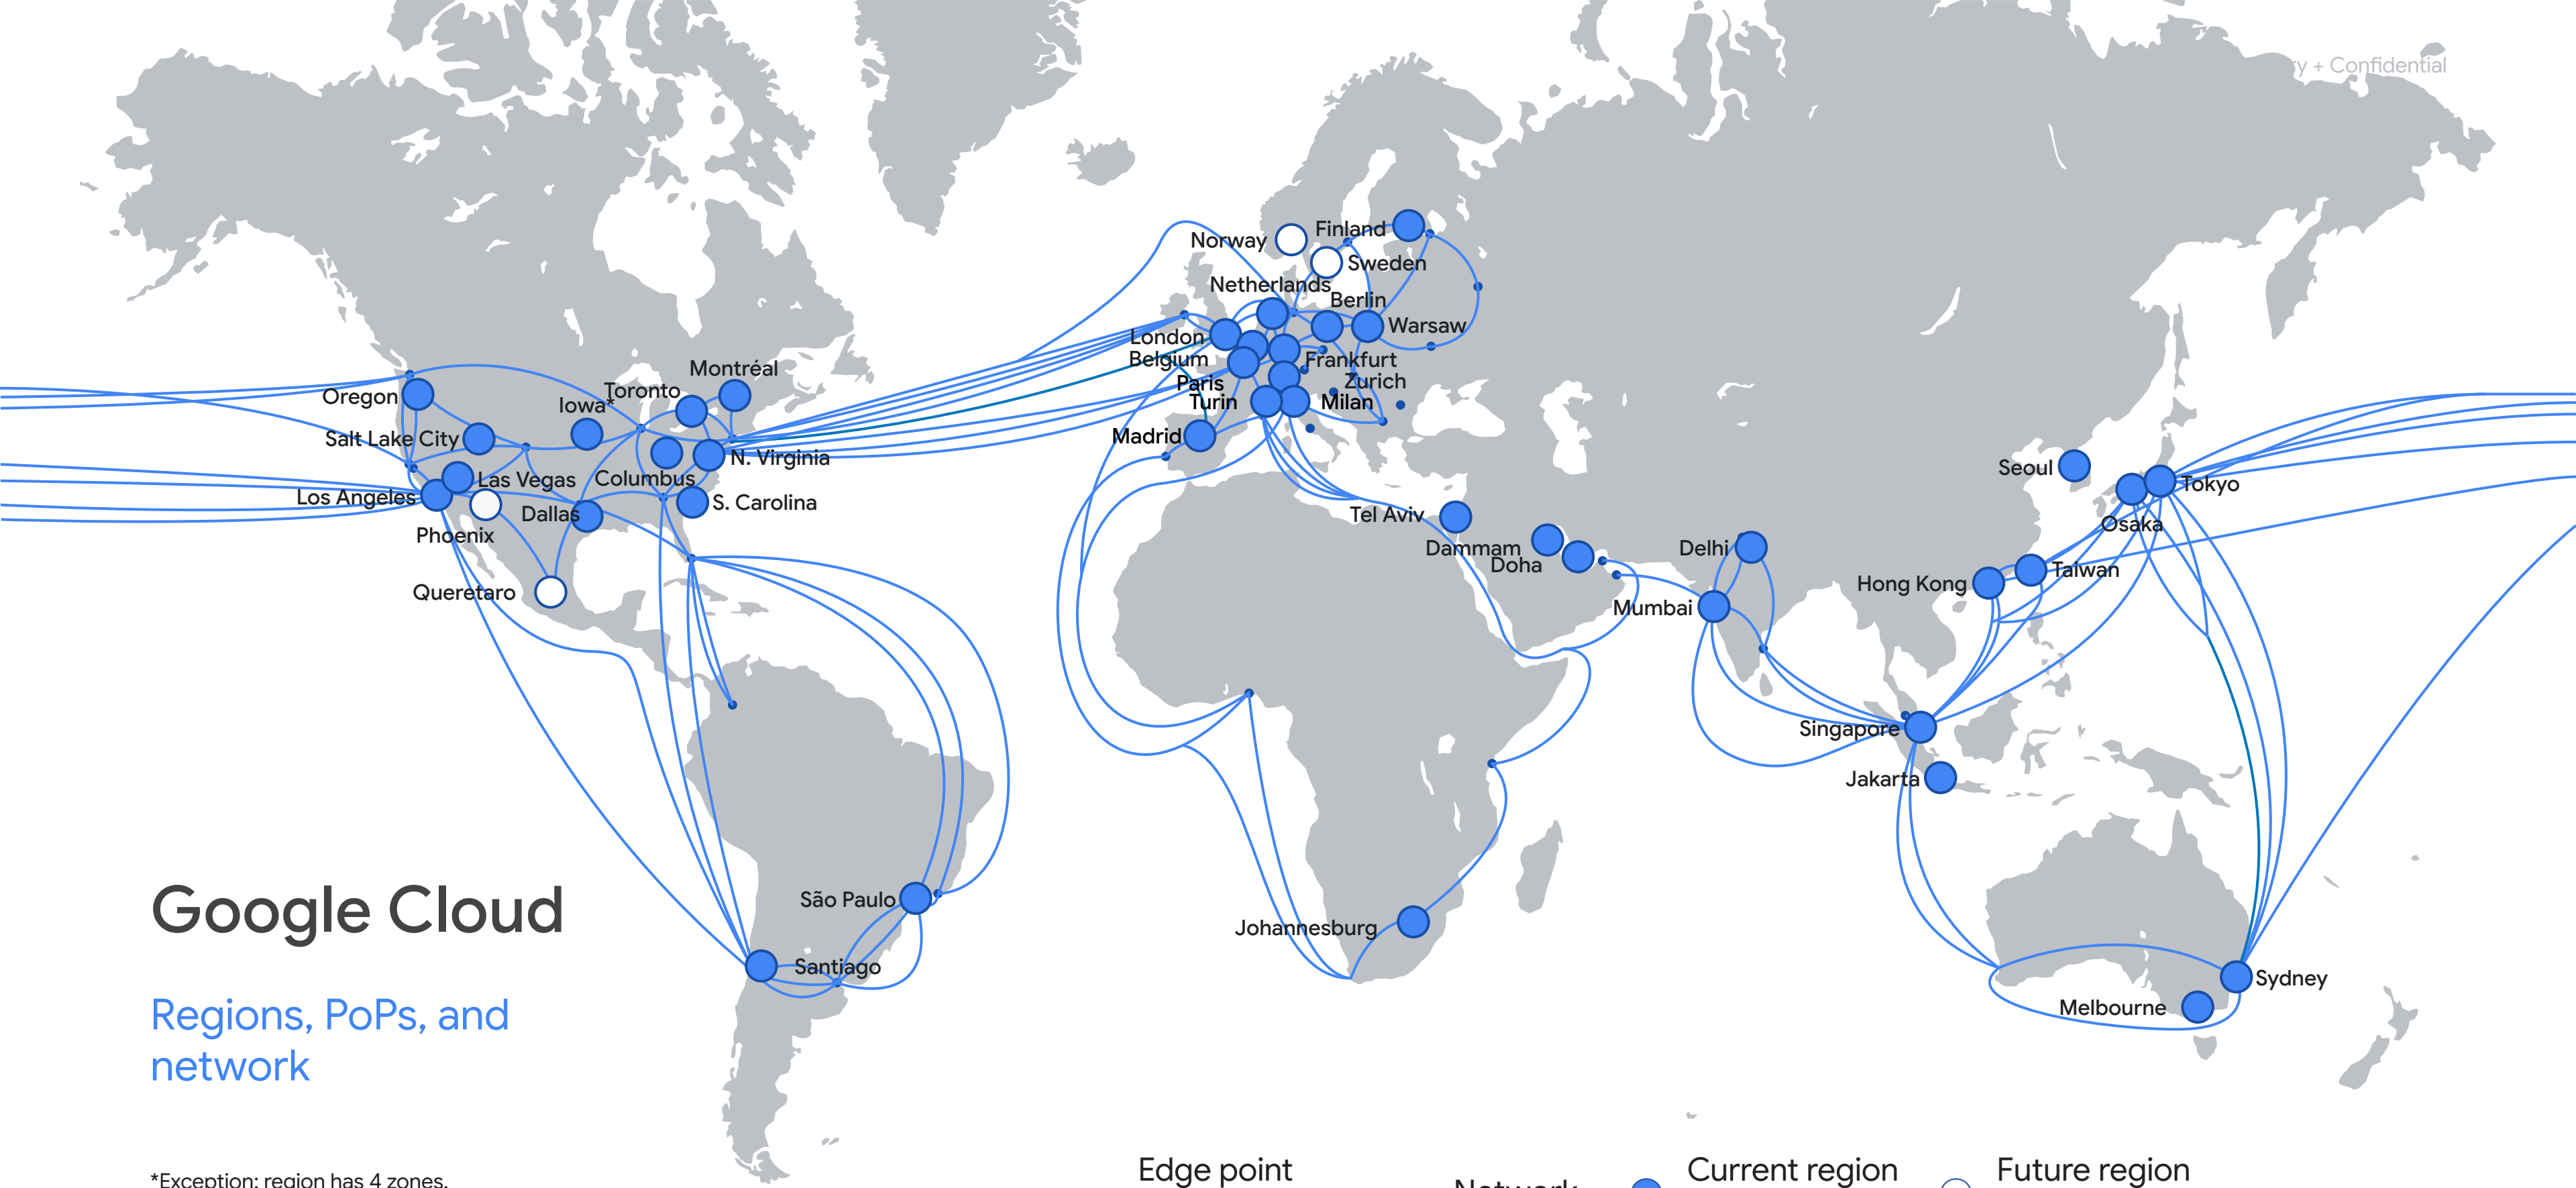 y + Confidential
Norway
Finland
Sweden
Netherlands
Berlin
London
Warsaw
Belgium
Frankfurt
Paris
Zurich
Turin
Milan
Madrid
Montréal
Toronto
Oregon
Iowa*
Salt Lake City
N. Virginia
Las Vegas
Columbus
Los Angeles
S. Carolina
Dallas
Phoenix
Queretaro
Seoul
Tokyo
Osaka
Tel Aviv
Dammam
Doha
Delhi
Taiwan
Hong Kong
Mumbai
Singapore
Jakarta
São Paulo
Santiago
Johannesburg
Sydney
Melbourne
Google Cloud
Regions, PoPs, and
network
*Exception: region has 4 zones.
Edge point
Network
Current region
Future region